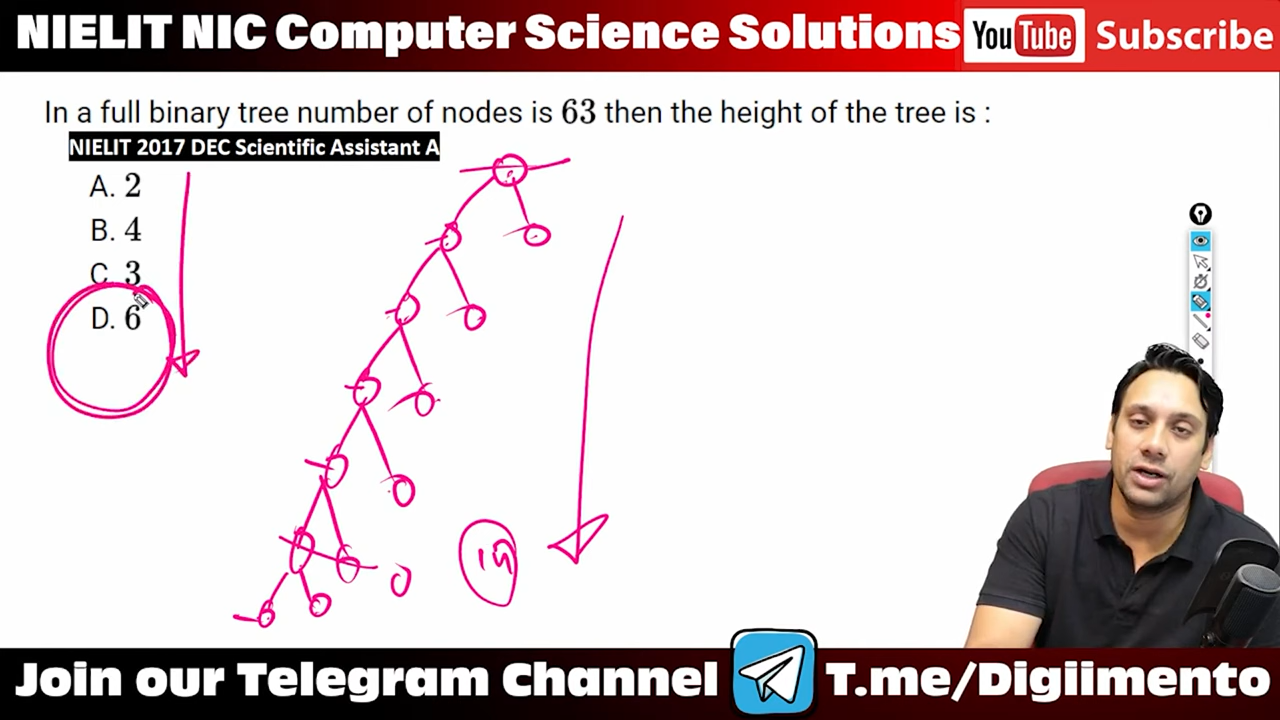 NIELIT NIC Computer Science Solutions YouTube Subscribe
In a full binary tree number of nodes is 63 then the height of the tree is :
NIELIT 2017 DEC Scientific Assistant A
A. 2
B. 4
C. 3
D. 6
Join our Telegram Channel T.me/Digiimento